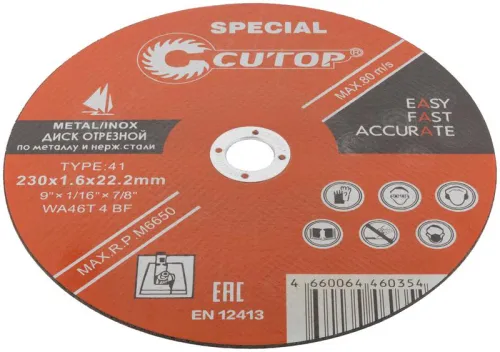 SPECIAL
CUTOP®
MAX.80 m/s
EASY
FAST
ACCURATE
METAL/INOX
ДИСК ОТРЕЗНОЙ
по металлу и нерж.стали
TYPE:41
230x1.6x22.2mm
9"×1/16"×7/8"
WA46T 4 BF
MAX.R.P.M6650
EAC
EN 12413
4 660064 460354